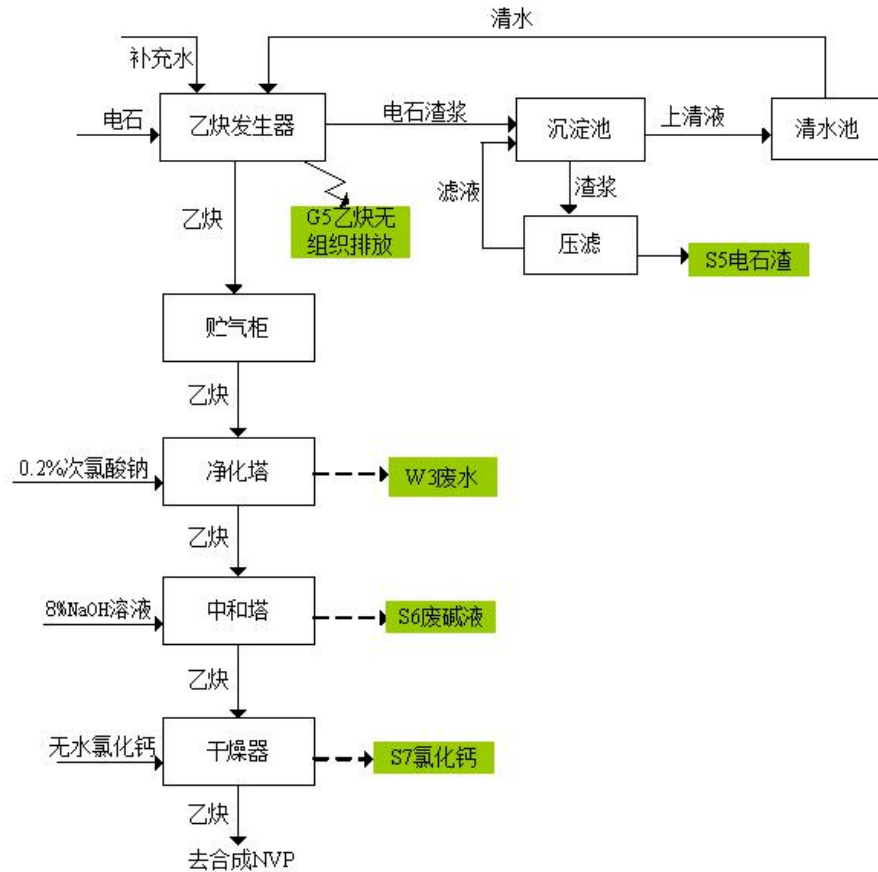 清水
补充水
电石
乙炔发生器
电石渣浆
沉淀池
上清液
清水池
滤液
渣浆
乙炔
G5乙炔无
组织排放
压滤
S5电石渣
贮气柜
乙炔
0.2%次氯酸钠
净化塔
W3废水
乙炔
8%NaOH溶液
中和塔
S6废碱液
乙炔
无水氯化钙
干燥器
S7氯化钙
乙炔
去合成NVP